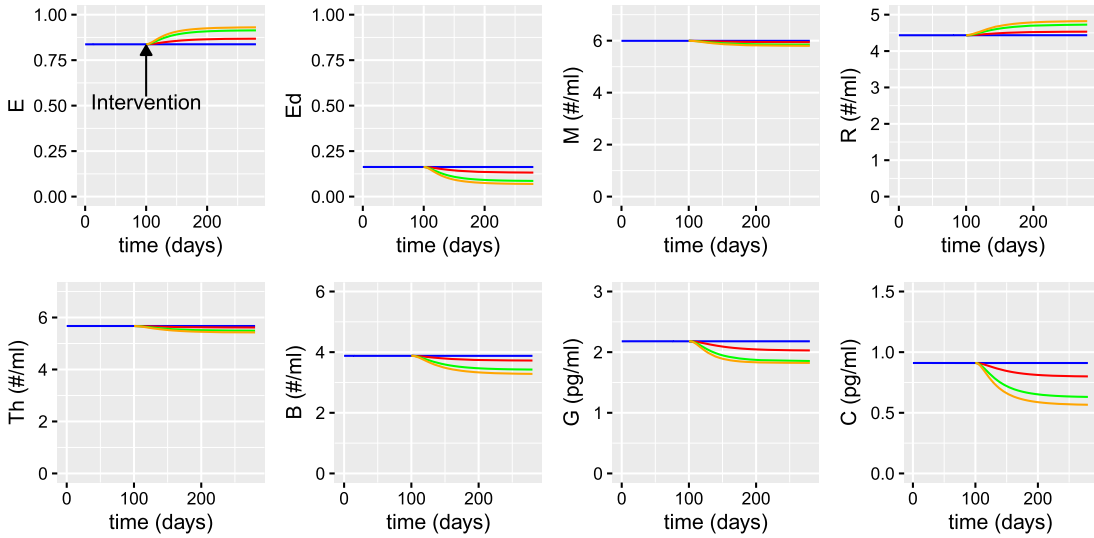 E
1.00
0.75
0.50
0.25
0.00
Intervention
0 100 200
time (days)
Ed
1.00
0.75
0.50
0.25
0.00
0 100 200
time (days)
M (#/ml)
6
4
2
0
0 100 200
time (days)
R (#/ml)
5
4
3
2
1
0
0 100 200
time (days)
Th (#/ml)
6
4
2
0
0 100 200
time (days)
B (#/ml)
6
4
2
0
0 100 200
time (days)
G (pg/ml)
3
2
1
0
0 100 200
time (days)
C (pg/ml)
1.5
1.0
0.5
0.0
0 100 200
time (days)